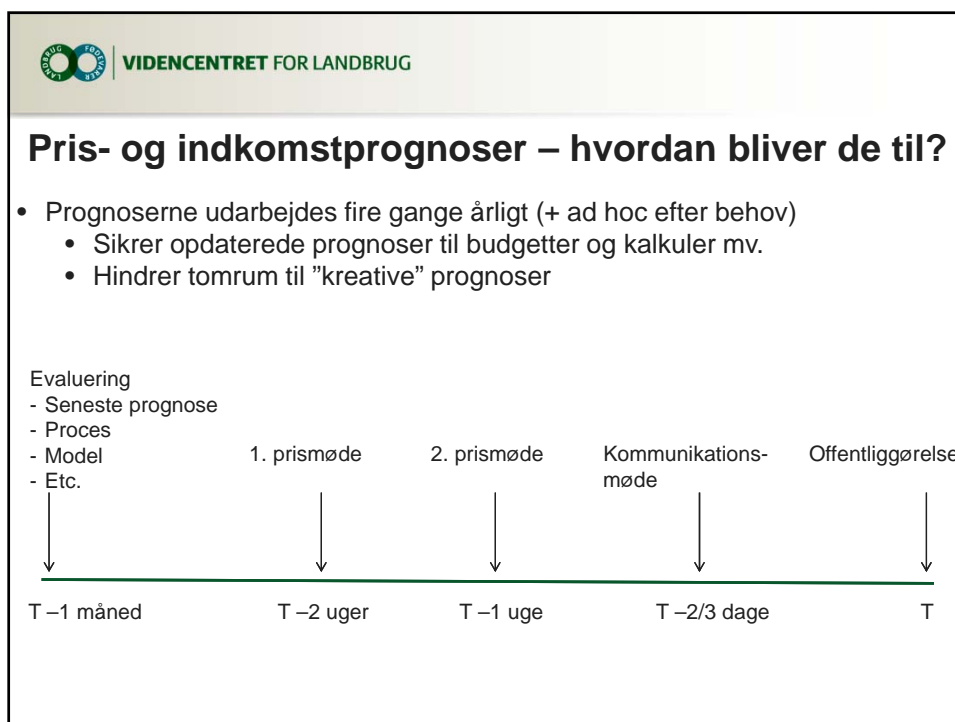 LANDBRUG FØDEVARER
VIDENCENTRET FOR LANDBRUG
Pris- og indkomstprognoser – hvordan bliver de til?
• Prognoserne udarbejdes fire gange årligt (+ ad hoc efter behov)
• Sikrer opdaterede prognoser til budgetter og kalkuler mv.
• Hindrer tomrum til ”kreative” prognoser
Evaluering
- Seneste prognose
- Proces
- Model
- Etc.
1. prismøde
2. prismøde
Kommunikations-
møde
Offentliggørelse
T –1 måned
T –2 uger
T –1 uge
T –2/3 dage
T